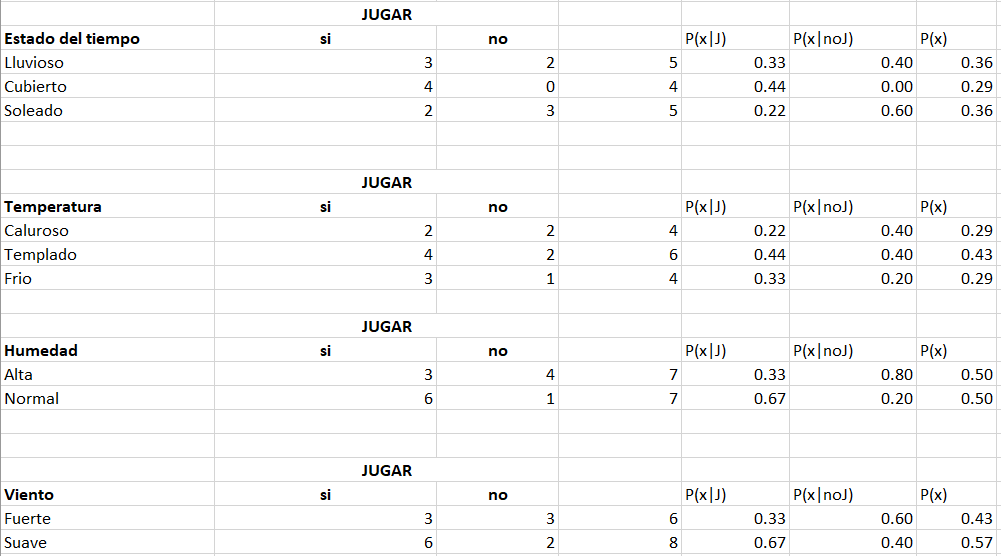 JUGAR
Estado del tiempo si no P(x|J) P(x|noJ) P(x)
Lluvioso 3 2 5 0.33 0.40 0.36
Cubierto 4 0 4 0.44 0.00 0.29
Soleado 2 3 5 0.22 0.60 0.36
JUGAR
Temperatura si no P(x|J) P(x|noJ) P(x)
Caluroso 2 2 4 0.22 0.40 0.29
Templado 4 2 6 0.44 0.40 0.43
Frio 3 1 4 0.33 0.20 0.29
JUGAR
Humedad si no P(x|J) P(x|noJ) P(x)
Alta 3 4 7 0.33 0.80 0.50
Normal 6 1 7 0.67 0.20 0.50
JUGAR
Viento si no P(x|J) P(x|noJ) P(x)
Fuerte 3 3 6 0.33 0.60 0.43
Suave 6 2 8 0.67 0.40 0.57